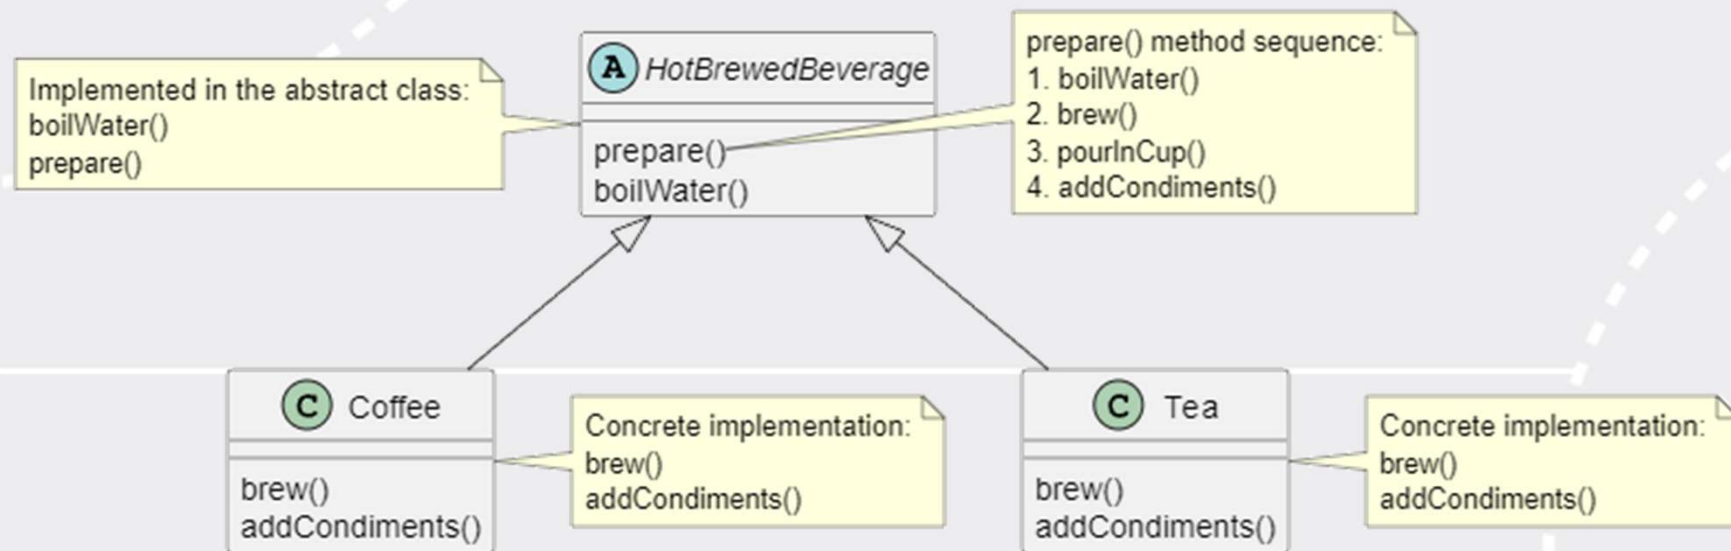 Implemented in the abstract class:
boilWater()
prepare()
A HotBrewedBeverage
prepare()
boilWater()
prepare() method sequence:
1. boilWater()
2. brew()
3. pourInCup()
4. addCondiments()
C Coffee
brew()
addCondiments()
Concrete implementation:
brew()
addCondiments()
C Tea
brew()
addCondiments()
Concrete implementation:
brew()
addCondiments()